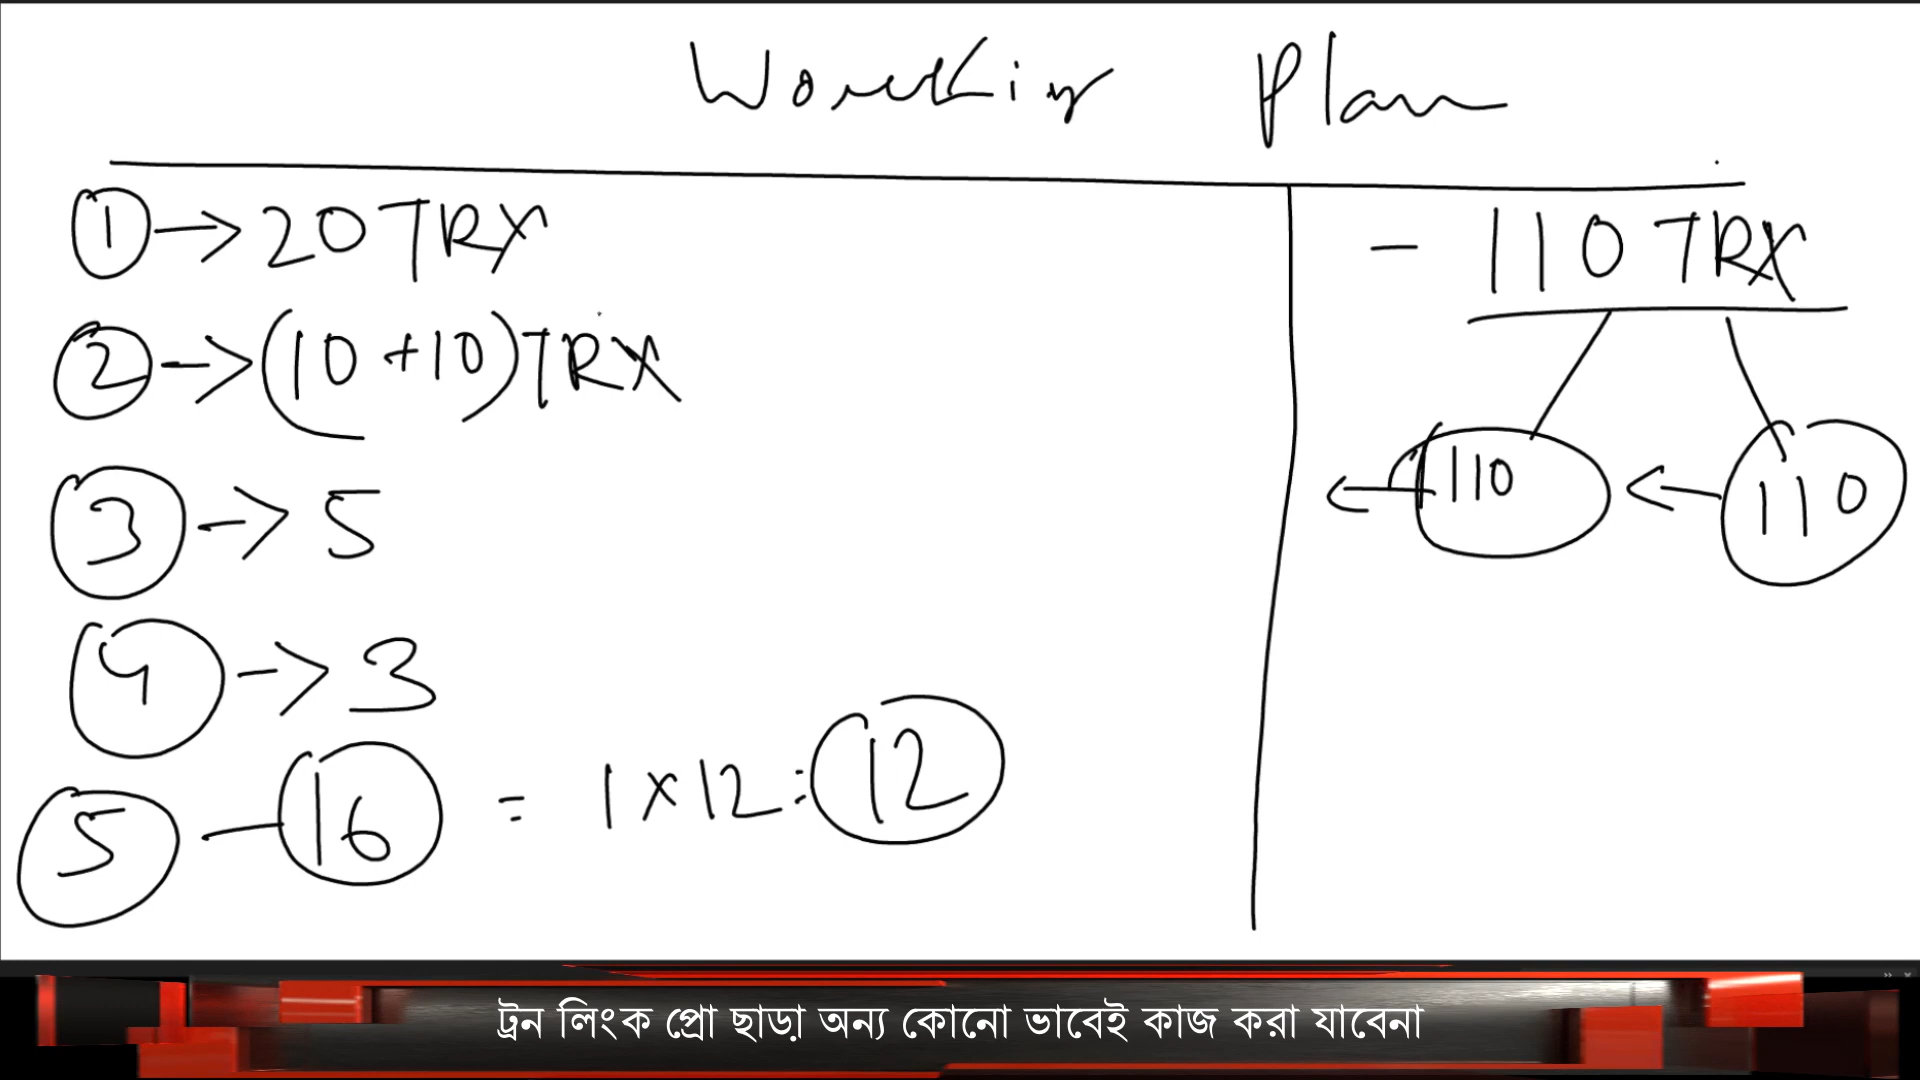 Working Plan
1 → 20 TRX
2 → (10+10) TRX
3 → 5
4 → 3
5 — 16 = 1 x 12 = 12
- 110 TRX
← 110 ← 110
ট্রন লিংক প্রো ছাড়া অন্য কোনো ভাবেই কাজ করা যাবেনা